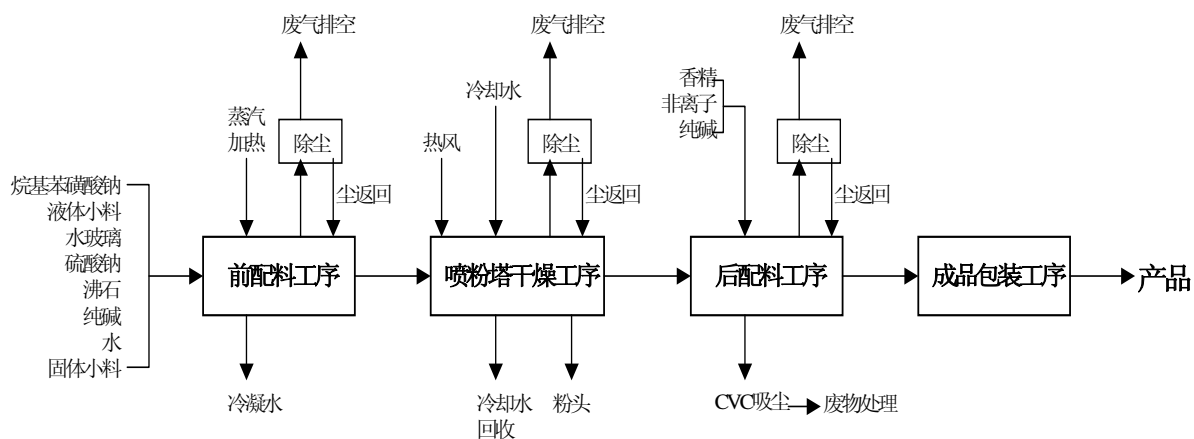 废气排空
废气排空
废气排空
蒸汽
加热
除尘
尘返回
冷却水
热风
除尘
尘返回
香精
非离子
纯碱
除尘
尘返回
烷基苯磺酸钠
液体小料
水玻璃
硫酸钠
沸石
纯碱
水
固体小料
前配料工序
喷粉塔干燥工序
后配料工序
成品包装工序
产品
冷凝水
冷却水
回收
粉头
CVC吸尘
废物处理